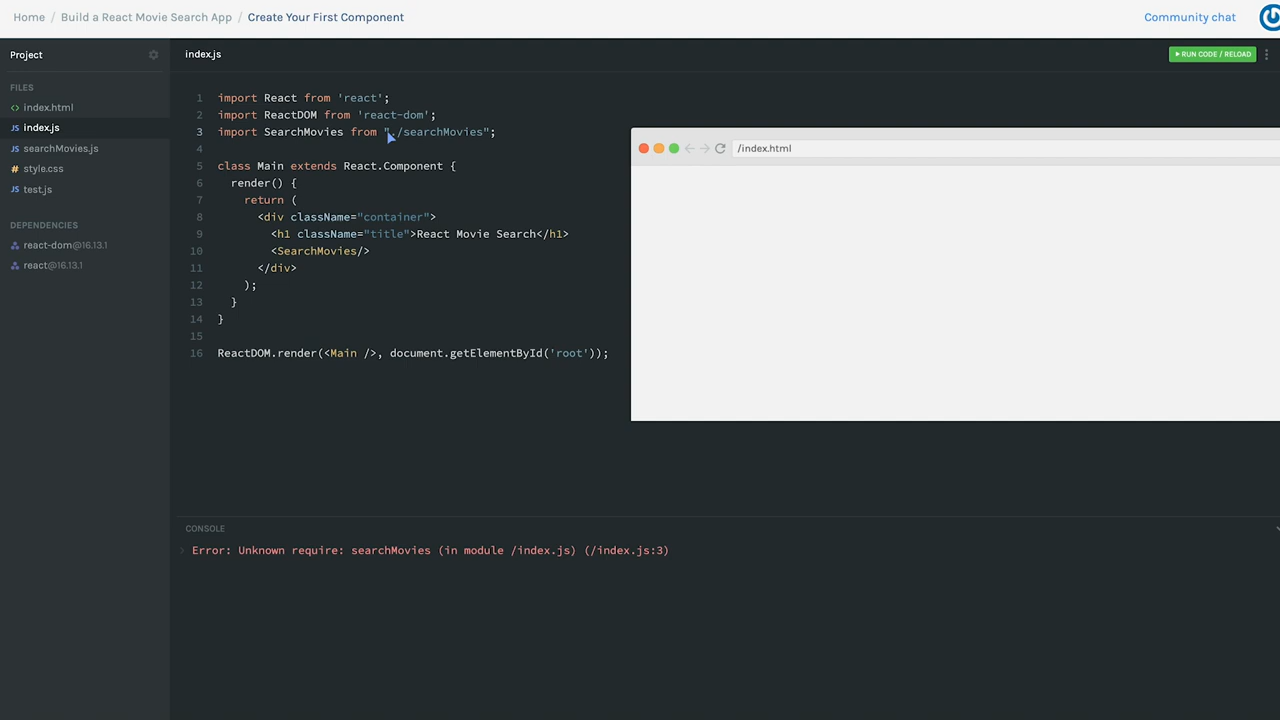 Home / Build a React Movie Search App / Create Your First Component
Community chat
Project
index.js
RUN CODE / RELOAD
FILES
<> index.html
JS index.js
JS searchMovies.js
# style.css
JS test.js
DEPENDENCIES
react-dom@16.13.1
react@16.13.1
1 import React from 'react';
2 import ReactDOM from 'react-dom';
3 import SearchMovies from "./searchMovies";
4
5 class Main extends React.Component {
6 render() {
7 return (
8 <div className="container">
9 <h1 className="title">React Movie Search</h1>
10 <SearchMovies/>
11 </div>
12 );
13 }
14 }
15
16 ReactDOM.render(<Main />, document.getElementById('root'));
/index.html
CONSOLE
Error: Unknown require: searchMovies (in module /index.js) (/index.js:3)